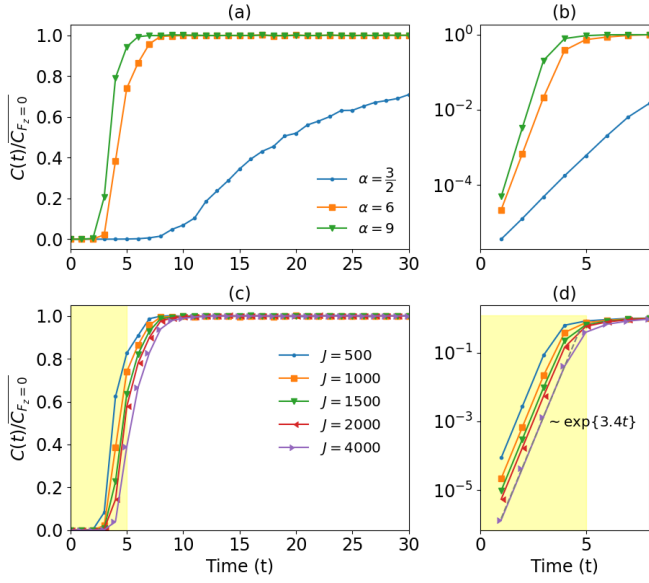 (a)
(b)
C(t)/C_{F_z=0}
1.0
0.8
0.6
0.4
0.2
0.0
0 5 10 15 20 25 30
α = 3/2
α = 6
α = 9
10^0
10^-2
10^-4
0 5
(c)
(d)
C(t)/C_{F_z=0}
1.0
0.8
0.6
0.4
0.2
0.0
0 5 10 15 20 25 30
Time (t)
J = 500
J = 1000
J = 1500
J = 2000
J = 4000
10^-1
10^-3
10^-5
~ exp{3.4t}
0 5
Time (t)